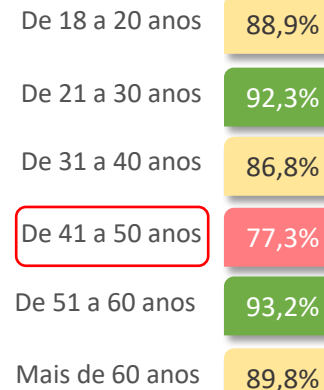 De 18 a 20 anos 88,9%
De 21 a 30 anos 92,3%
De 31 a 40 anos 86,8%
De 41 a 50 anos 77,3%
De 51 a 60 anos 93,2%
Mais de 60 anos 89,8%